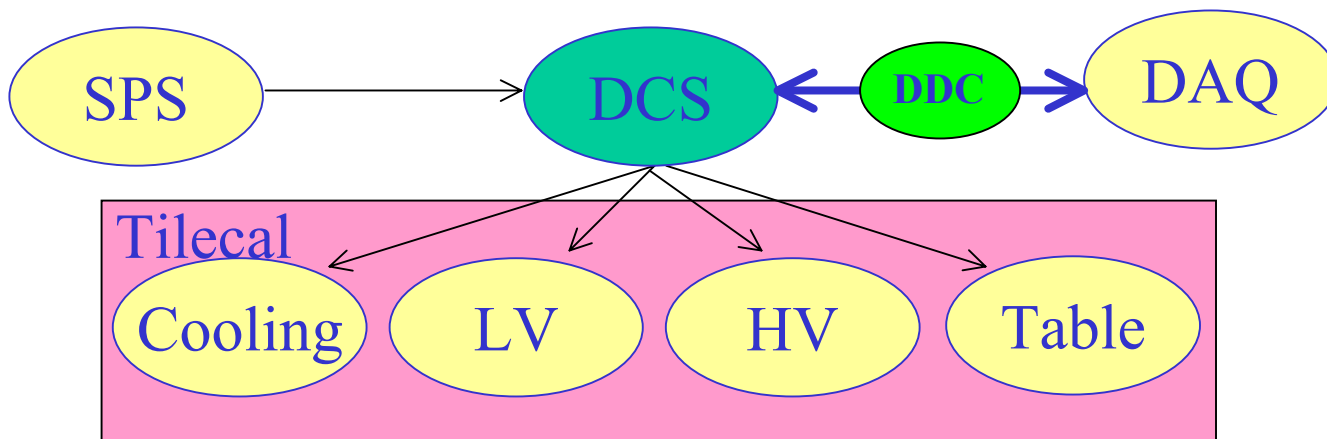 SPS
DCS
DDC
DAQ
Tilecal
Cooling
LV
HV
Table